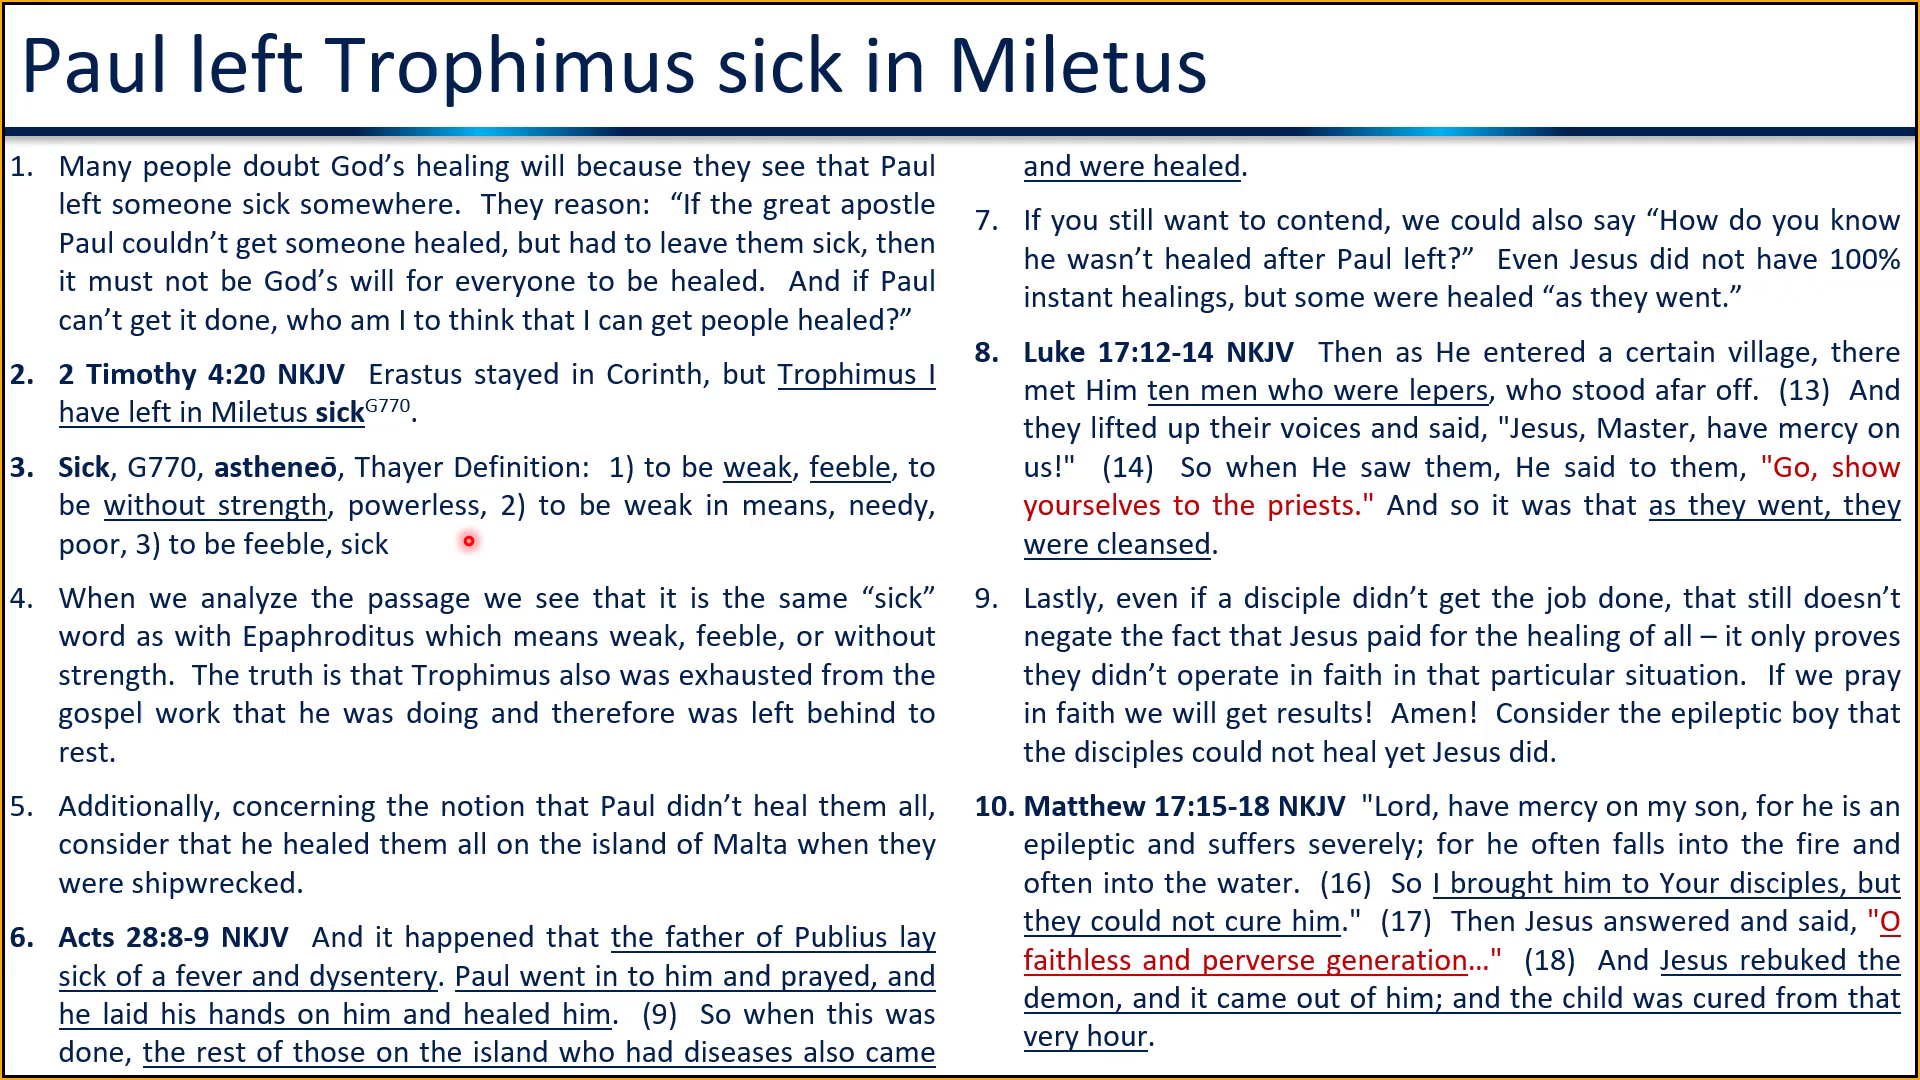 Paul left Trophimus sick in Miletus
1. Many people doubt God’s healing will because they see that Paul
left someone sick somewhere. They reason: “If the great apostle
Paul couldn’t get someone healed, but had to leave them sick, then
it must not be God’s will for everyone to be healed. And if Paul
can’t get it done, who am I to think that I can get people healed?”
2. 2 Timothy 4:20 NKJV Erastus stayed in Corinth, but Trophimus I
have left in Miletus sickG770.
3. Sick, G770, astheneō, Thayer Definition: 1) to be weak, feeble, to
be without strength, powerless, 2) to be weak in means, needy,
poor, 3) to be feeble, sick
4. When we analyze the passage we see that it is the same “sick”
word as with Epaphroditus which means weak, feeble, or without
strength. The truth is that Trophimus also was exhausted from the
gospel work that he was doing and therefore was left behind to
rest.
5. Additionally, concerning the notion that Paul didn’t heal them all,
consider that he healed them all on the island of Malta when they
were shipwrecked.
6. Acts 28:8-9 NKJV And it happened that the father of Publius lay
sick of a fever and dysentery. Paul went in to him and prayed, and
he laid his hands on him and healed him. (9) So when this was
done, the rest of those on the island who had diseases also came
and were healed.
7. If you still want to contend, we could also say “How do you know
he wasn’t healed after Paul left?” Even Jesus did not have 100%
instant healings, but some were healed “as they went.”
8. Luke 17:12-14 NKJV Then as He entered a certain village, there
met Him ten men who were lepers, who stood afar off. (13) And
they lifted up their voices and said, "Jesus, Master, have mercy on
us!" (14) So when He saw them, He said to them, "Go, show
yourselves to the priests." And so it was that as they went, they
were cleansed.
9. Lastly, even if a disciple didn’t get the job done, that still doesn’t
negate the fact that Jesus paid for the healing of all – it only proves
they didn’t operate in faith in that particular situation. If we pray
in faith we will get results! Amen! Consider the epileptic boy that
the disciples could not heal yet Jesus did.
10. Matthew 17:15-18 NKJV "Lord, have mercy on my son, for he is an
epileptic and suffers severely; for he often falls into the fire and
often into the water. (16) So I brought him to Your disciples, but
they could not cure him." (17) Then Jesus answered and said, "O
faithless and perverse generation..." (18) And Jesus rebuked the
demon, and it came out of him; and the child was cured from that
very hour.